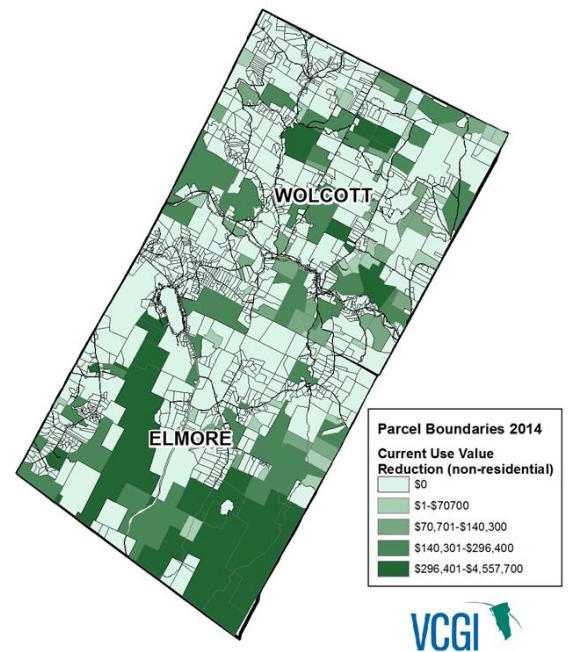 WOLCOTT
ELMORE
Parcel Boundaries 2014
Current Use Value
Reduction (non-residential)
$0
$1-$70700
$70,701-$140,300
$140,301-$296,400
$296,401-$4,557,700
VCGI